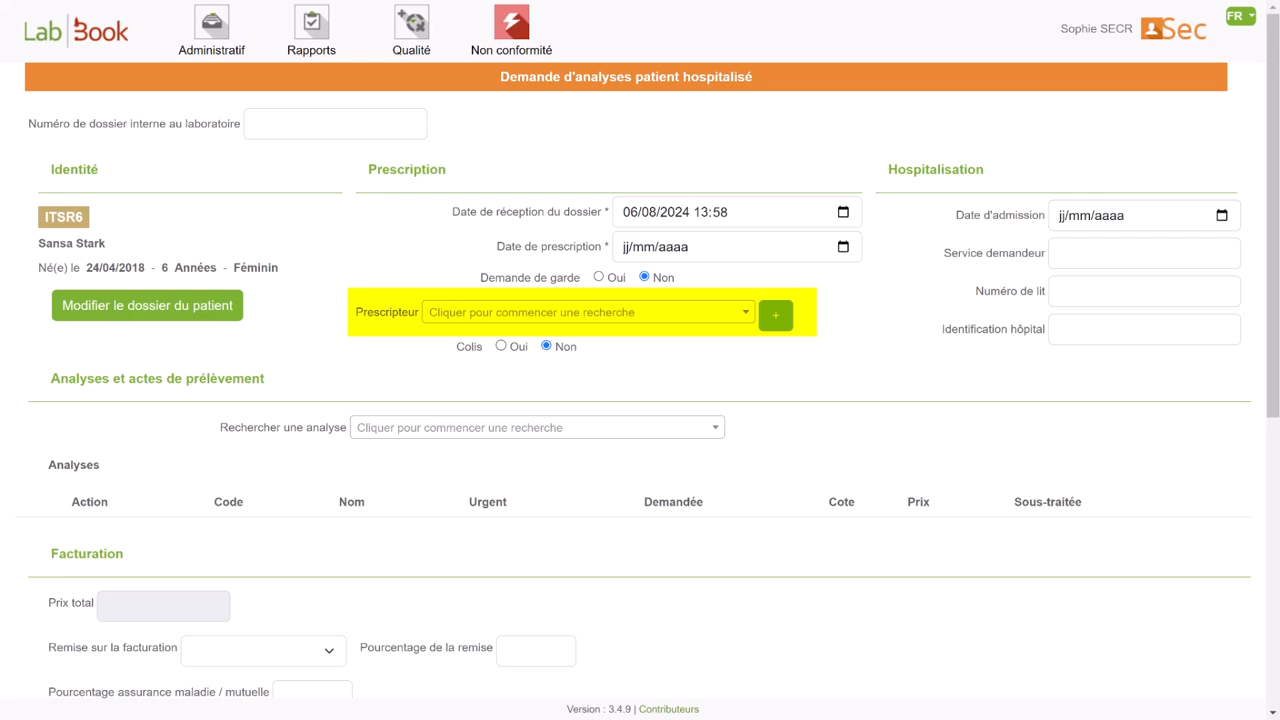 Lab Book
Administratif
Rapports
Qualité
Non conformité
Sophie SECR
Sec
FR
Demande d'analyses patient hospitalisé
Numéro de dossier interne au laboratoire
Identité
ITSR6
Sansa Stark
Né(e) le 24/04/2018 - 6 Années - Féminin
Modifier le dossier du patient
Prescription
Date de réception du dossier * 06/08/2024 13:58
Date de prescription * jj/mm/aaaa
Demande de garde Oui Non
Prescripteur Cliquer pour commencer une recherche +
Colis Oui Non
Hospitalisation
Date d'admission jj/mm/aaaa
Service demandeur
Numéro de lit
Identification hôpital
Analyses et actes de prélèvement
Rechercher une analyse Cliquer pour commencer une recherche
Analyses
Action Code Nom Urgent Demandée Cote Prix Sous-traitée
Facturation
Prix total
Remise sur la facturation Pourcentage de la remise
Pourcentage assurance maladie / mutuelle
Version : 3.4.9 | Contributeurs